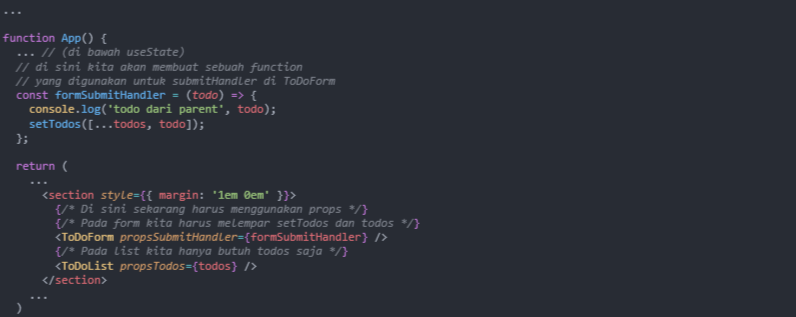 ...
function App() {
  ... // (di bawah useState)
  // di sini kita akan membuat sebuah function
  // yang digunakan untuk submitHandler di ToDoForm
  const formSubmitHandler = (todo) => {
    console.log('todo dari parent', todo);
    setTodos([...todos, todo]);
  };
  return (
    ...
      <section style={{ margin: '1em 0em' }}>
        {/* Di sini sekarang harus menggunakan props */}
        {/* Pada form kita harus melempar setTodos dan todos */}
        <ToDoForm propsSubmitHandler={formSubmitHandler} />
        {/* Pada list kita hanya butuh todos saja */}
        <ToDoList propsTodos={todos} />
      </section>
    ...
  )